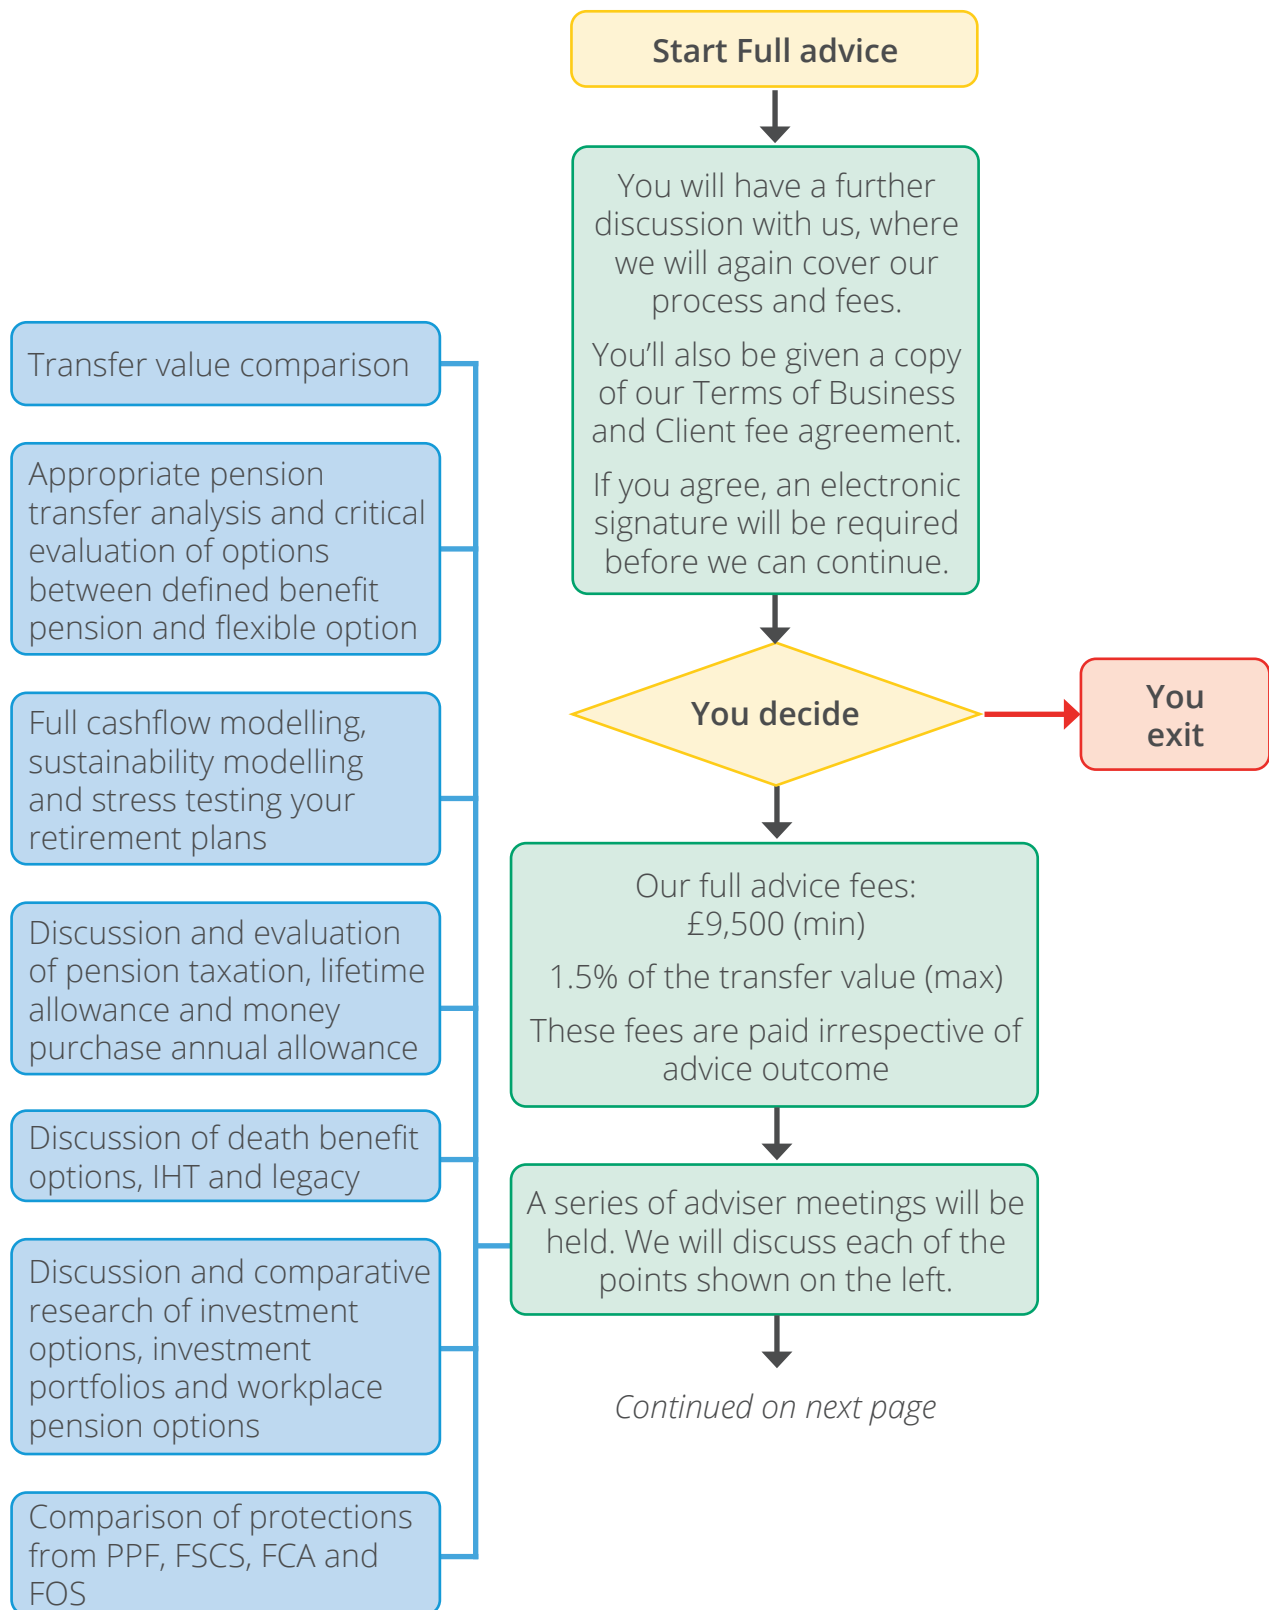 Start Full advice
You will have a further
discussion with us, where
we will again cover our
process and fees.
You’ll also be given a copy
of our Terms of Business
and Client fee agreement.
If you agree, an electronic
signature will be required
before we can continue.
You decide
You
exit
Our full advice fees:
£9,500 (min)
1.5% of the transfer value (max)
These fees are paid irrespective of
advice outcome
A series of adviser meetings will be
held. We will discuss each of the
points shown on the left.
Continued on next page
Transfer value comparison
Appropriate pension
transfer analysis and critical
evaluation of options
between defined benefit
pension and flexible option
Full cashflow modelling,
sustainability modelling
and stress testing your
retirement plans
Discussion and evaluation
of pension taxation, lifetime
allowance and money
purchase annual allowance
Discussion of death benefit
options, IHT and legacy
Discussion and comparative
research of investment
options, investment
portfolios and workplace
pension options
Comparison of protections
from PPF, FSCS, FCA and
FOS